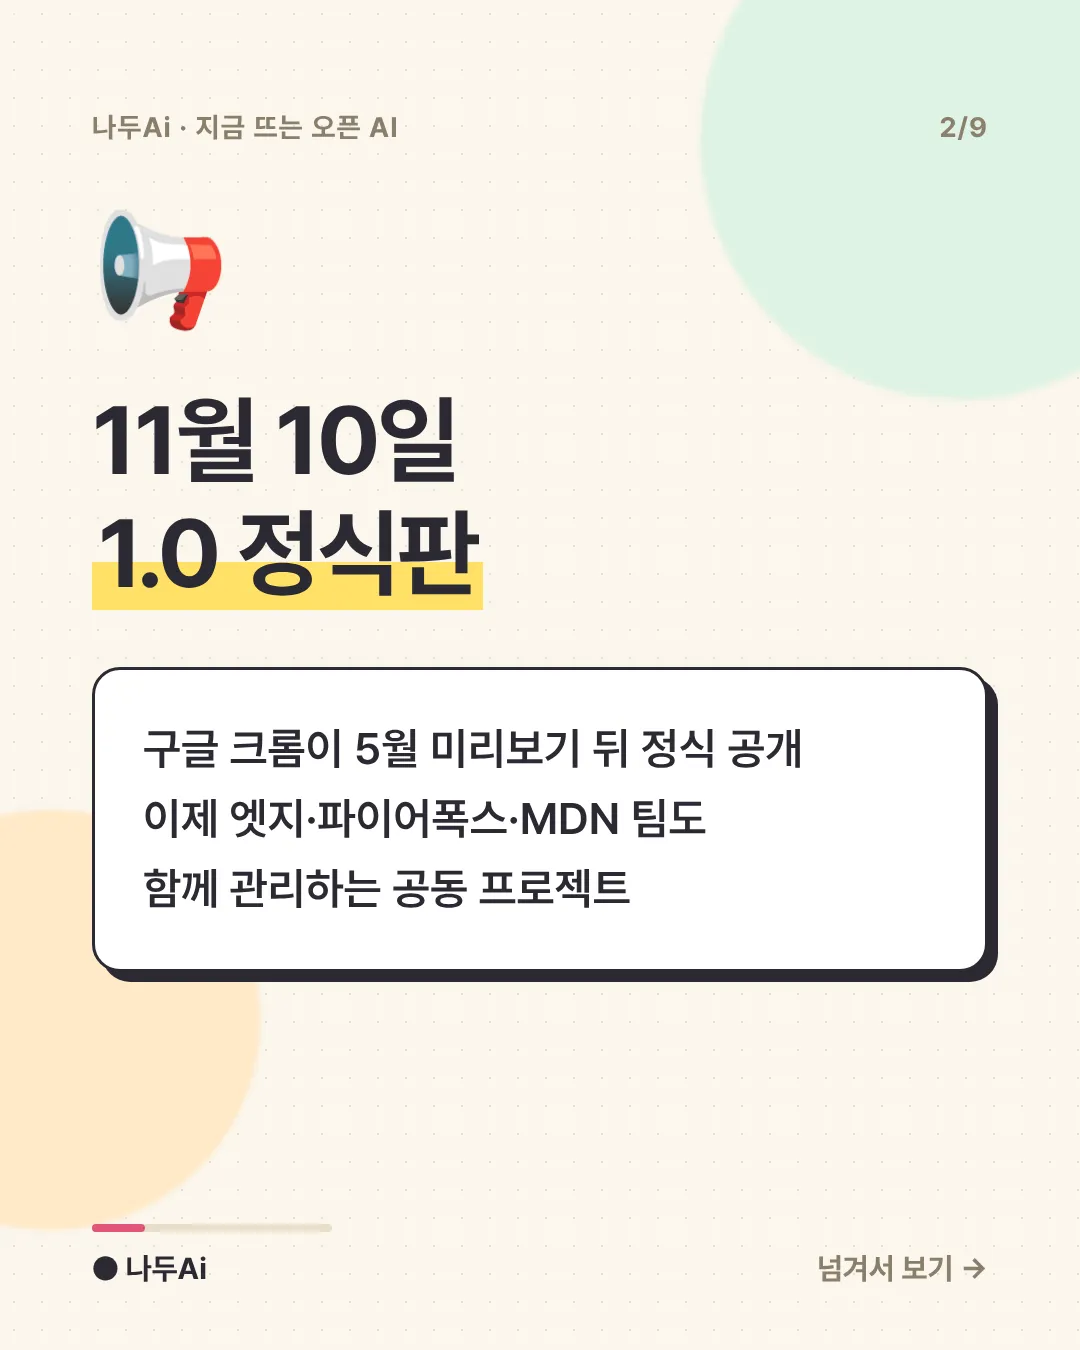 나두Ai · 지금 뜨는 오픈 AI
2/9
11월 10일
1.0 정식판
구글 크롬이 5월 미리보기 뒤 정식 공개
이제 엣지·파이어폭스·MDN 팀도
함께 관리하는 공동 프로젝트
나두Ai
넘겨서 보기 →